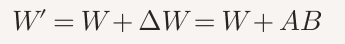 W′ = W + ΔW = W + AB